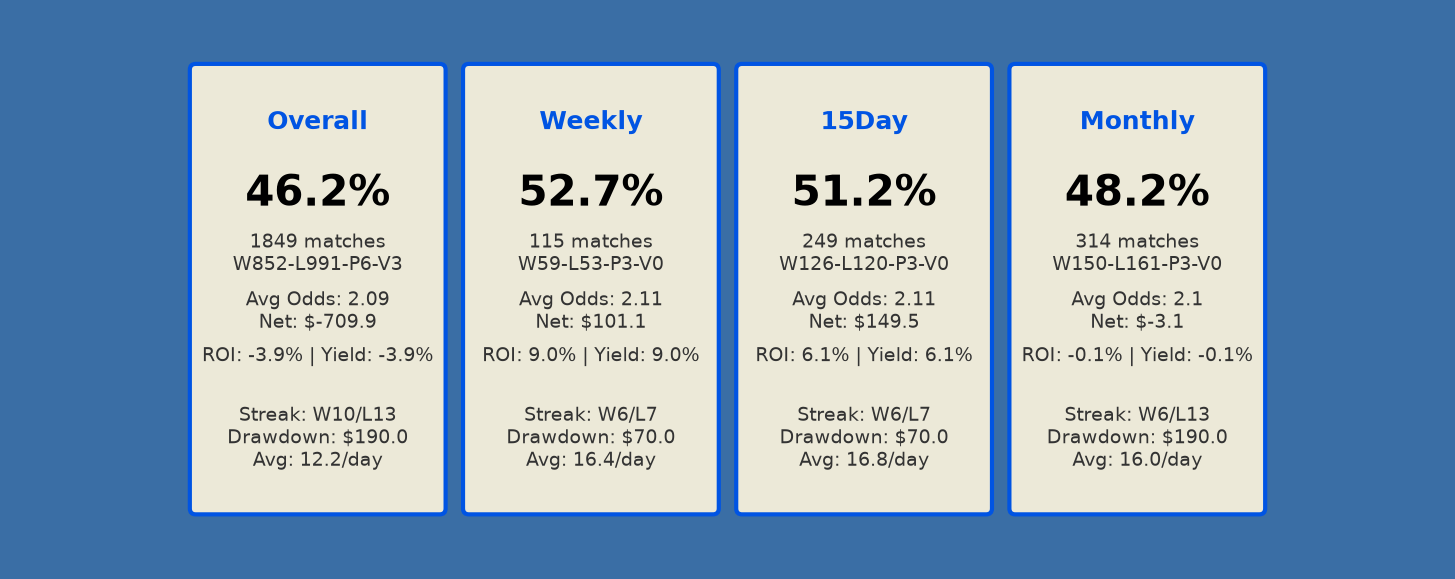 Overall
46.2%
1849 matches
W852-L991-P6-V3
Avg Odds: 2.09
Net: $-709.9
ROI: -3.9% | Yield: -3.9%
Streak: W10/L13
Drawdown: $190.0
Avg: 12.2/day
Weekly
52.7%
115 matches
W59-L53-P3-V0
Avg Odds: 2.11
Net: $101.1
ROI: 9.0% | Yield: 9.0%
Streak: W6/L7
Drawdown: $70.0
Avg: 16.4/day
15Day
51.2%
249 matches
W126-L120-P3-V0
Avg Odds: 2.11
Net: $149.5
ROI: 6.1% | Yield: 6.1%
Streak: W6/L7
Drawdown: $70.0
Avg: 16.8/day
Monthly
48.2%
314 matches
W150-L161-P3-V0
Avg Odds: 2.1
Net: $-3.1
ROI: -0.1% | Yield: -0.1%
Streak: W6/L13
Drawdown: $190.0
Avg: 16.0/day